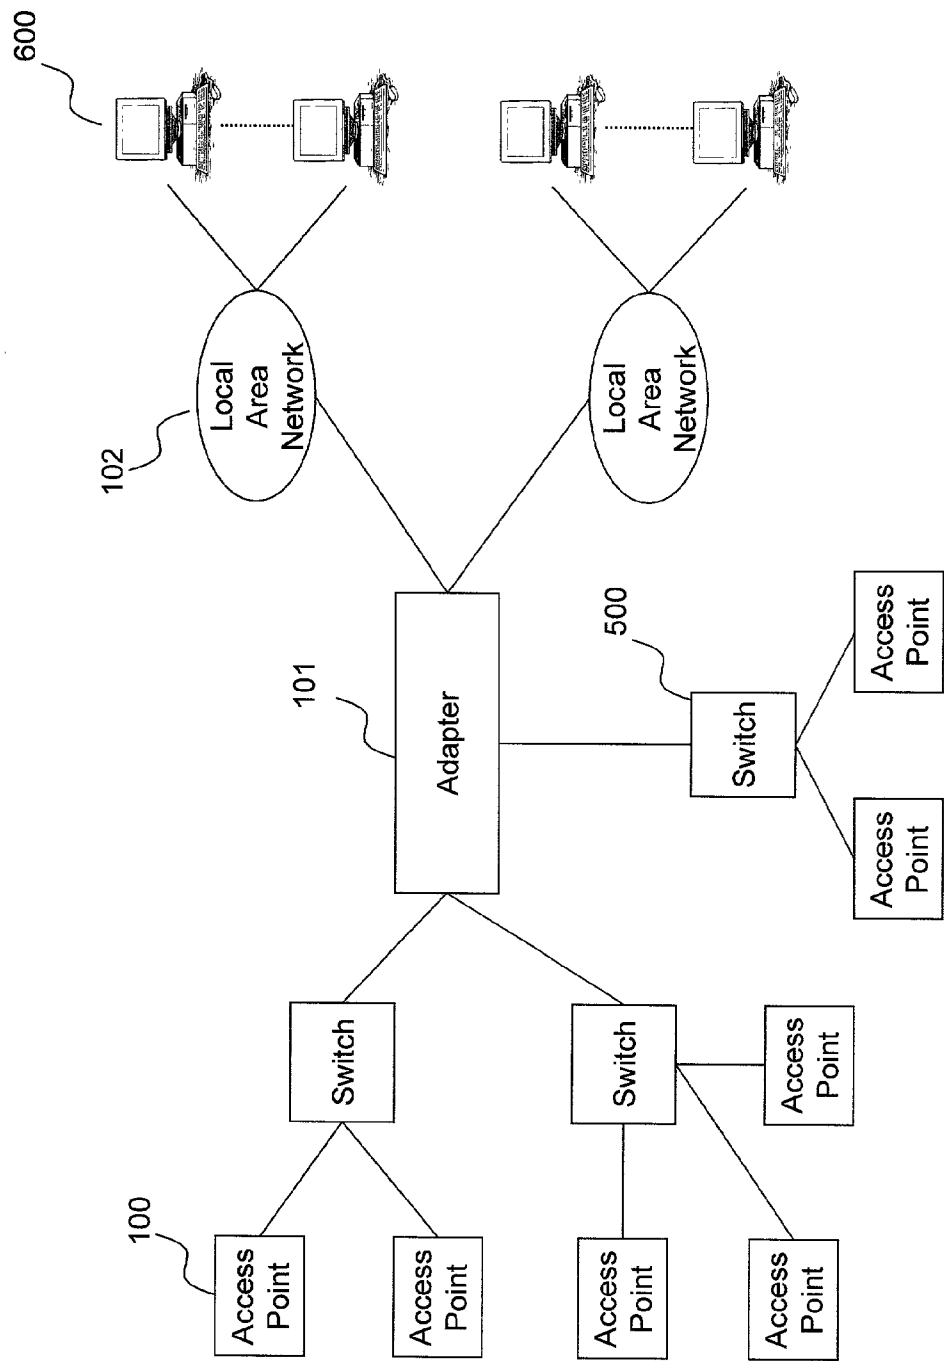 600
102
100
Access
Point
Local
Area
Network
101
Switch
Access
Point
Adapter
500
Access
Point
Switch
Local
Area
Network
Switch
Access
Point
Access
Point
Access
Point
Access
Point